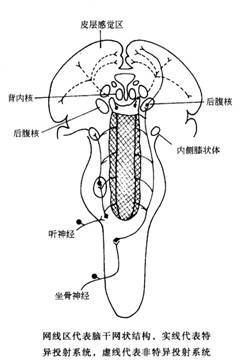 皮层感觉区
背内核
后腹核
后腹核
内侧膝状体
听神经
坐骨神经
网线区代表脑干网状结构，实线代表特
异投射系统，虚线代表非特异投射系统